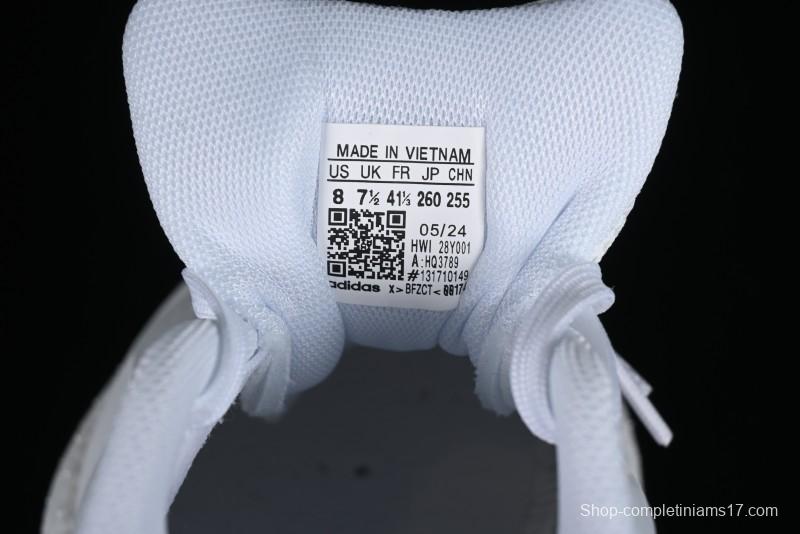 MADE IN VIETNAM
US UK FR JP CHN
8 7½ 41⅓ 260 255
05/24
HWI 28Y001
A:HQ3789
#131710149
adidas X>BFZCT<
Shop-completiniams17.com